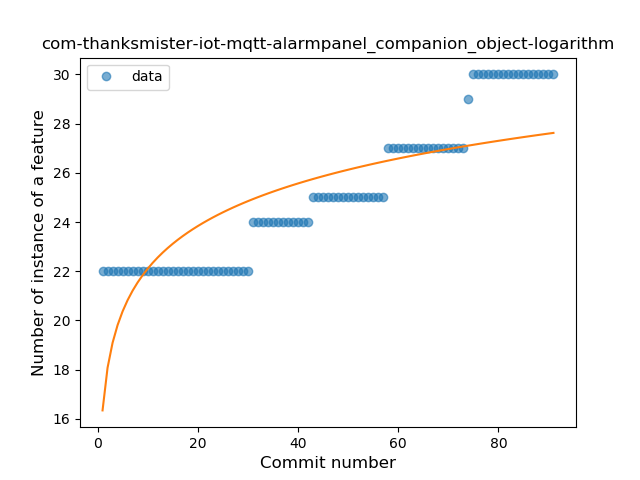 com-thanksmister-iot-mqtt-alarmpanel_companion_object-logarithm
data
Number of instance of a feature
30
28
26
24
22
20
18
16
0 20 40 60 80
Commit number